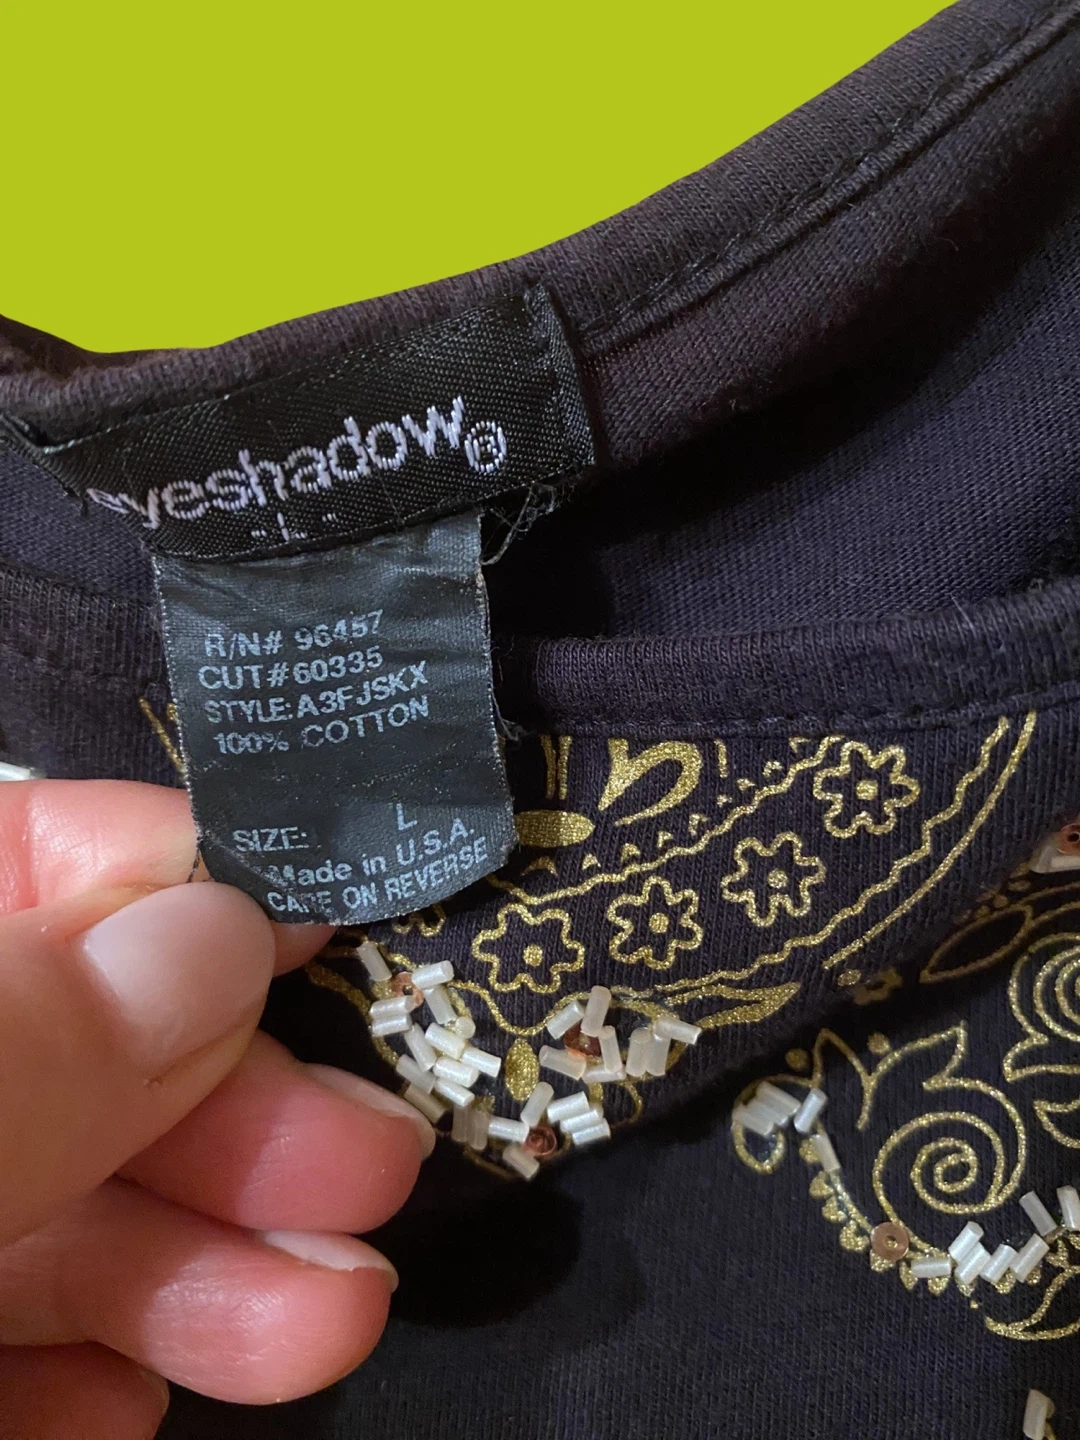 eyeshadow®
"L"
R/N# 96457
CUT#60335
STYLE:A3FJSKX
100% COTTON
L
SIZE:
Made in U.S.A.
CARE ON REVERSE